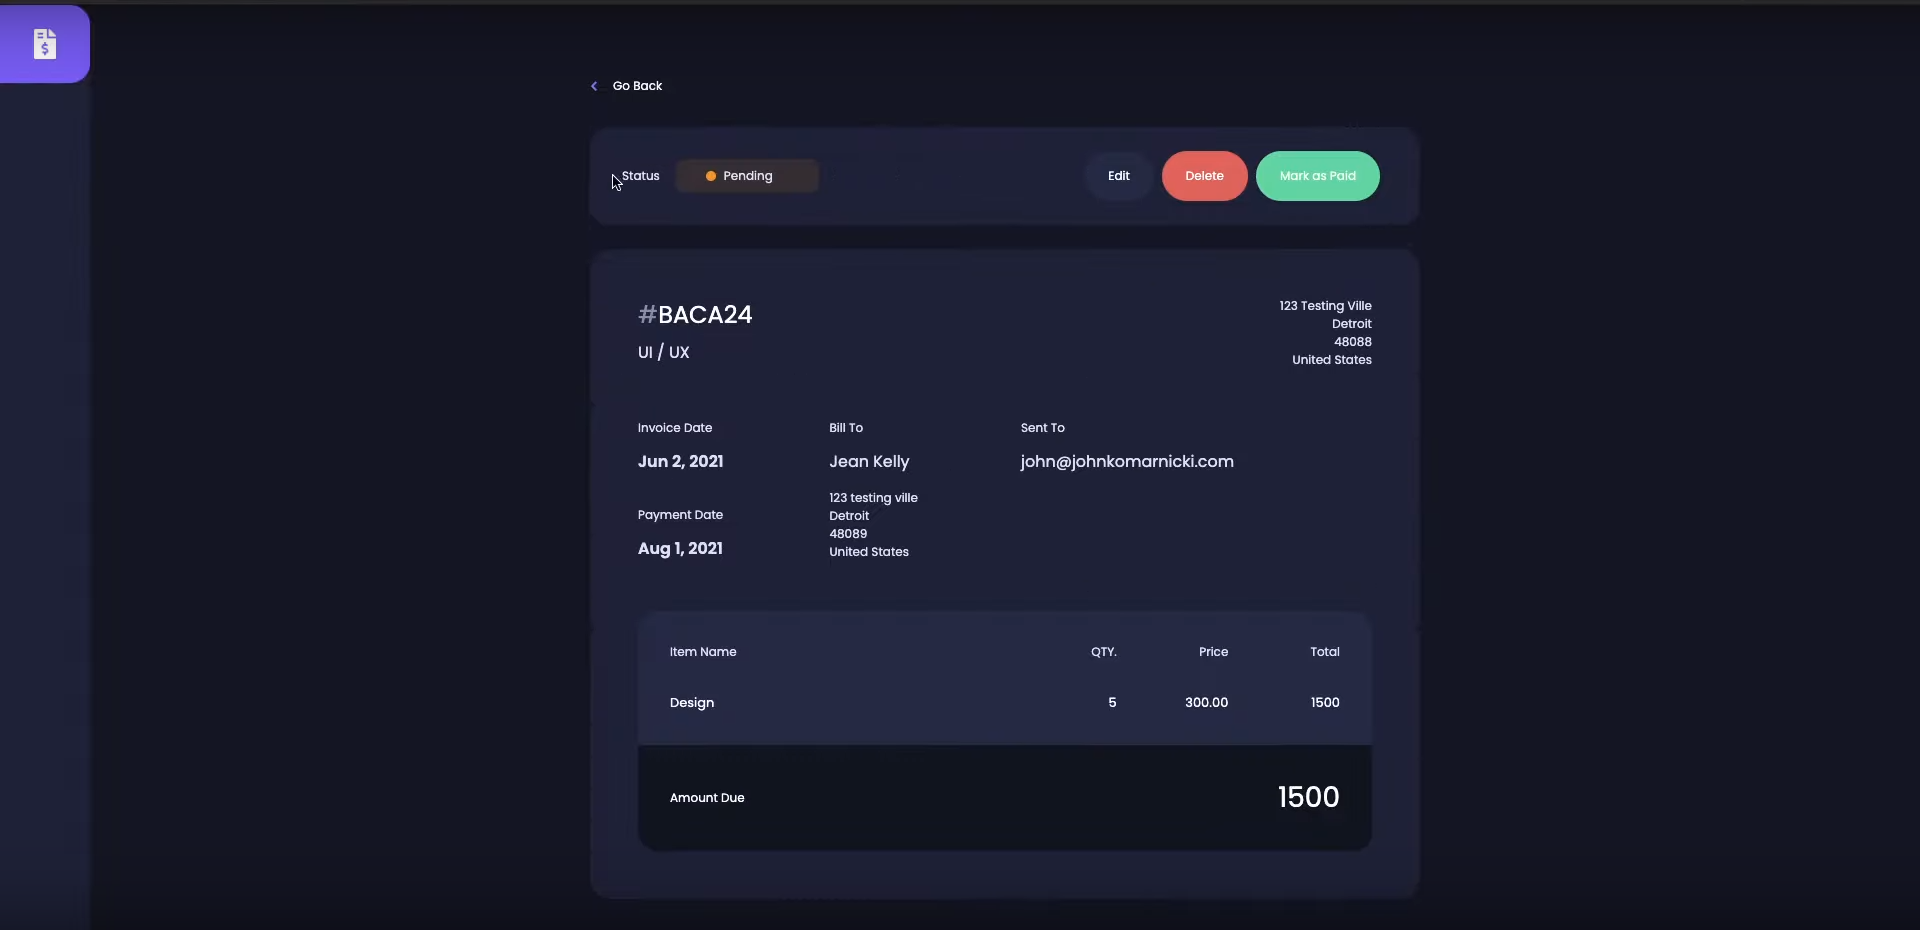 Go Back
Status
Pending
Edit
Delete
Mark as Paid
#BACA24
UI / UX
123 Testing Ville
Detroit
48088
United States
Invoice Date
Jun 2, 2021
Payment Date
Aug 1, 2021
Bill To
Jean Kelly
123 testing ville
Detroit
48089
United States
Sent To
john@johnkomarnicki.com
Item Name QTY. Price Total
Design 5 300.00 1500
Amount Due 1500